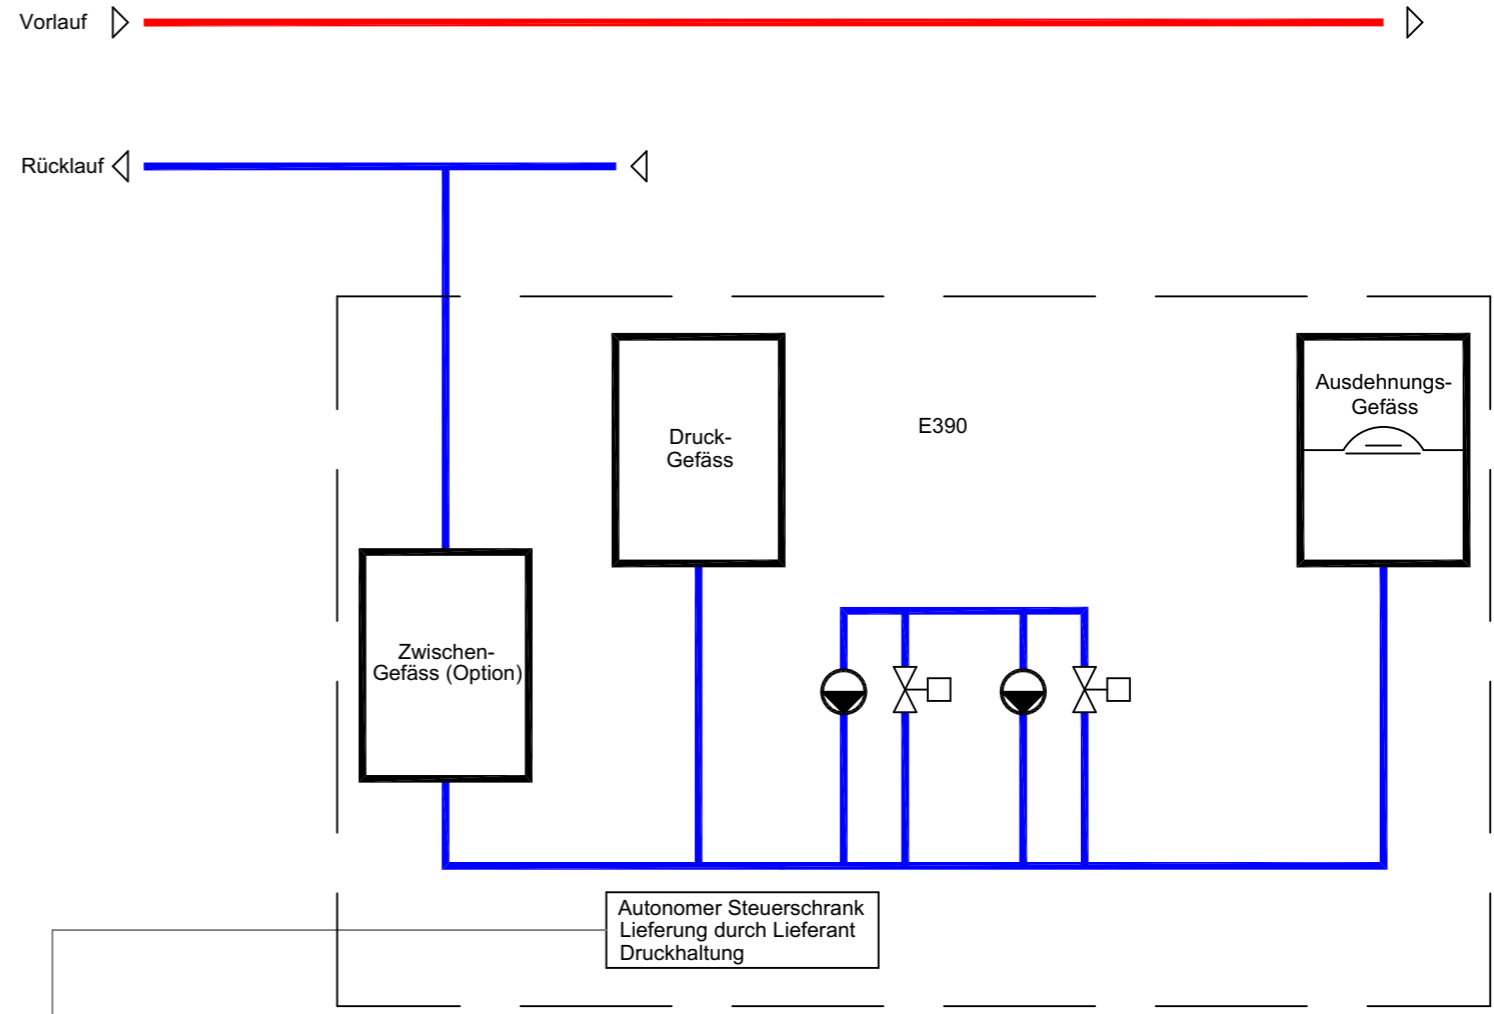 Vorlauf
Rücklauf
Ausdehnungs-
Gefäss
E390
Druck-
Gefäss
Zwischen-
Gefäss (Option)
Autonomer Steuerschrank
Lieferung durch Lieferant
Druckhaltung